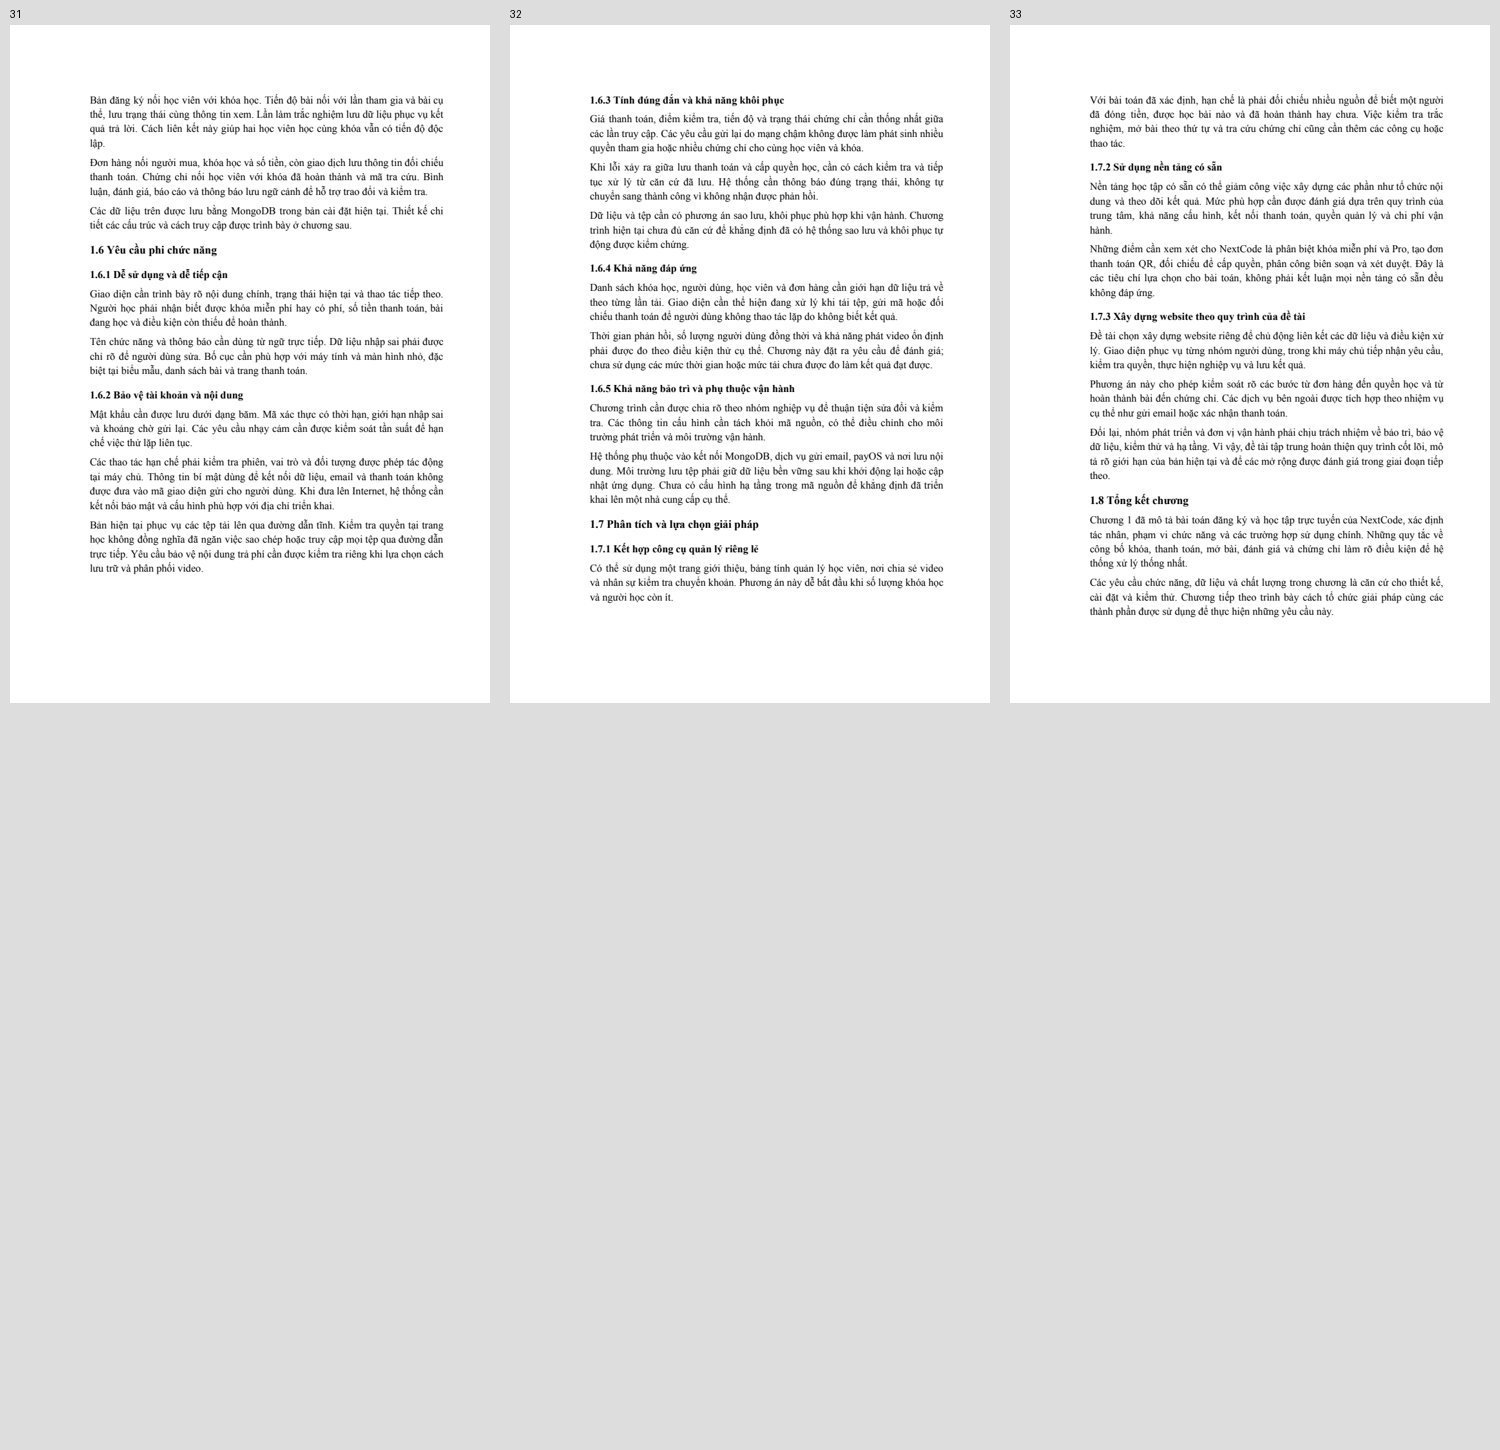 31
Bản đăng ký nối học viên với khóa học. Tiến độ bài nối với lần tham gia và bài cụ
thể, lưu trạng thái cùng thông tin xem. Lần làm trắc nghiệm lưu dữ liệu phục vụ kết
quả trả lời. Cách liên kết này giúp hai học viên học cùng khóa vẫn có tiến độ độc
lập.
Đơn hàng nối người mua, khóa học và số tiền, còn giao dịch lưu thông tin đối chiếu
thanh toán. Chứng chỉ nối học viên với khóa đã hoàn thành và mã tra cứu. Bình
luận, đánh giá, báo cáo và thông báo lưu ngữ cảnh để hỗ trợ trao đổi và kiểm tra.
Các dữ liệu trên được lưu bằng MongoDB trong bản cài đặt hiện tại. Thiết kế chi
tiết các cấu trúc và cách truy cập được trình bày ở chương sau.
1.6 Yêu cầu phi chức năng
1.6.1 Dễ sử dụng và dễ tiếp cận
Giao diện cần trình bày rõ nội dung chính, trạng thái hiện tại và thao tác tiếp theo.
Người học phải nhận biết được khóa miễn phí hay có phí, số tiền thanh toán, bài
đang học và điều kiện còn thiếu để hoàn thành.
Tên chức năng và thông báo cần dùng từ ngữ trực tiếp. Dữ liệu nhập sai phải được
chỉ rõ để người dùng sửa. Bố cục cần phù hợp với máy tính và màn hình nhỏ, đặc
biệt tại biểu mẫu, danh sách bài và trang thanh toán.
1.6.2 Bảo vệ tài khoản và nội dung
Mật khẩu cần được lưu dưới dạng băm. Mã xác thực có thời hạn, giới hạn nhập sai
và khoảng chờ gửi lại. Các yêu cầu nhạy cảm cần được kiểm soát tần suất để hạn
chế việc thử lặp liên tục.
Các thao tác hạn chế phải kiểm tra phiên, vai trò và đối tượng được phép tác động
tại máy chủ. Thông tin bí mật dùng để kết nối dữ liệu, email và thanh toán không
được đưa vào mã giao diện gửi cho người dùng. Khi đưa lên Internet, hệ thống cần
kết nối bảo mật và cấu hình phù hợp với địa chỉ triển khai.
Bản hiện tại phục vụ các tệp tải lên qua đường dẫn tĩnh. Kiểm tra quyền tại trang
học không đồng nghĩa đã ngăn việc sao chép hoặc truy cập mọi tệp qua đường dẫn
trực tiếp. Yêu cầu bảo vệ nội dung trả phí cần được kiểm tra riêng khi lựa chọn cách
lưu trữ và phân phối video.
32
1.6.3 Tính đúng đắn và khả năng khôi phục
Giá thanh toán, điểm kiểm tra, tiến độ và trạng thái chứng chỉ cần thống nhất giữa
các lần truy cập. Các yêu cầu gửi lại do mạng chậm không được làm phát sinh nhiều
quyền tham gia hoặc nhiều chứng chỉ cho cùng học viên và khóa.
Khi lỗi xảy ra giữa lưu thanh toán và cấp quyền học, cần có cách kiểm tra và tiếp
tục xử lý từ căn cứ đã lưu. Hệ thống cần thông báo đúng trạng thái, không tự
chuyển sang thành công vì không nhận được phản hồi.
Dữ liệu và tệp cần có phương án sao lưu, khôi phục phù hợp khi vận hành. Chương
trình hiện tại chưa đủ căn cứ để khẳng định đã có hệ thống sao lưu và khôi phục tự
động được kiểm chứng.
1.6.4 Khả năng đáp ứng
Danh sách khóa học, người dùng, học viên và đơn hàng cần giới hạn dữ liệu trả về
theo từng lần tải. Giao diện cần thể hiện đang xử lý khi tải tệp, gửi mã hoặc đối
chiếu thanh toán để người dùng không thao tác lặp do không biết kết quả.
Thời gian phản hồi, số lượng người dùng đồng thời và khả năng phát video ổn định
phải được đo theo điều kiện thử cụ thể. Chương này đặt ra yêu cầu để đánh giá;
chưa sử dụng các mức thời gian hoặc mức tải chưa được đo làm kết quả đạt được.
1.6.5 Khả năng bảo trì và phụ thuộc vận hành
Chương trình cần được chia rõ theo nhóm nghiệp vụ để thuận tiện sửa đổi và kiểm
tra. Các thông tin cấu hình cần tách khỏi mã nguồn, có thể điều chỉnh cho môi
trường phát triển và môi trường vận hành.
Hệ thống phụ thuộc vào kết nối MongoDB, dịch vụ gửi email, payOS và nơi lưu nội
dung. Môi trường lưu tệp phải giữ dữ liệu bền vững sau khi khởi động lại hoặc cập
nhật ứng dụng. Chưa có cấu hình hạ tầng trong mã nguồn để khẳng định đã triển
khai lên một nhà cung cấp cụ thể.
1.7 Phân tích và lựa chọn giải pháp
1.7.1 Kết hợp công cụ quản lý riêng lẻ
Có thể sử dụng một trang giới thiệu, bảng tính quản lý học viên, nơi chia sẻ video
và nhân sự kiểm tra chuyển khoản. Phương án này dễ bắt đầu khi số lượng khóa học
và người học còn ít.
33
Với bài toán đã xác định, hạn chế là phải đối chiếu nhiều nguồn để biết một người
đã đóng tiền, được học bài nào và đã hoàn thành hay chưa. Việc kiểm tra trắc
nghiệm, mở bài theo thứ tự và tra cứu chứng chỉ cũng cần thêm các công cụ hoặc
thao tác.
1.7.2 Sử dụng nền tảng có sẵn
Nền tảng học tập có sẵn có thể giảm công việc xây dựng các phần như tổ chức nội
dung và theo dõi kết quả. Mức phù hợp cần được đánh giá dựa trên quy trình của
trung tâm, khả năng cấu hình, kết nối thanh toán, quyền quản lý và chi phí vận
hành.
Những điểm cần xem xét cho NextCode là phân biệt khóa miễn phí và Pro, tạo đơn
thanh toán QR, đối chiếu để cấp quyền, phân công biên soạn và xét duyệt. Đây là
các tiêu chí lựa chọn cho bài toán, không phải kết luận mọi nền tảng có sẵn đều
không đáp ứng.
1.7.3 Xây dựng website theo quy trình của đề tài
Đề tài chọn xây dựng website riêng để chủ động liên kết các dữ liệu và điều kiện xử
lý. Giao diện phục vụ từng nhóm người dùng, trong khi máy chủ tiếp nhận yêu cầu,
kiểm tra quyền, thực hiện nghiệp vụ và lưu kết quả.
Phương án này cho phép kiểm soát rõ các bước từ đơn hàng đến quyền học và từ
hoàn thành bài đến chứng chỉ. Các dịch vụ bên ngoài được tích hợp theo nhiệm vụ
cụ thể như gửi email hoặc xác nhận thanh toán.
Đổi lại, nhóm phát triển và đơn vị vận hành phải chịu trách nhiệm về bảo trì, bảo vệ
dữ liệu, kiểm thử và hạ tầng. Vì vậy, đề tài tập trung hoàn thiện quy trình cốt lõi, mô
tả rõ giới hạn của bản hiện tại và để các mở rộng được đánh giá trong giai đoạn tiếp
theo.
1.8 Tổng kết chương
Chương 1 đã mô tả bài toán đăng ký và học tập trực tuyến của NextCode, xác định
tác nhân, phạm vi chức năng và các trường hợp sử dụng chính. Những quy tắc về
công bố khóa, thanh toán, mở bài, đánh giá và chứng chỉ làm rõ điều kiện để hệ
thống xử lý thống nhất.
Các yêu cầu chức năng, dữ liệu và chất lượng trong chương là căn cứ cho thiết kế,
cài đặt và kiểm thử. Chương tiếp theo trình bày cách tổ chức giải pháp cùng các
thành phần được sử dụng để thực hiện những yêu cầu này.